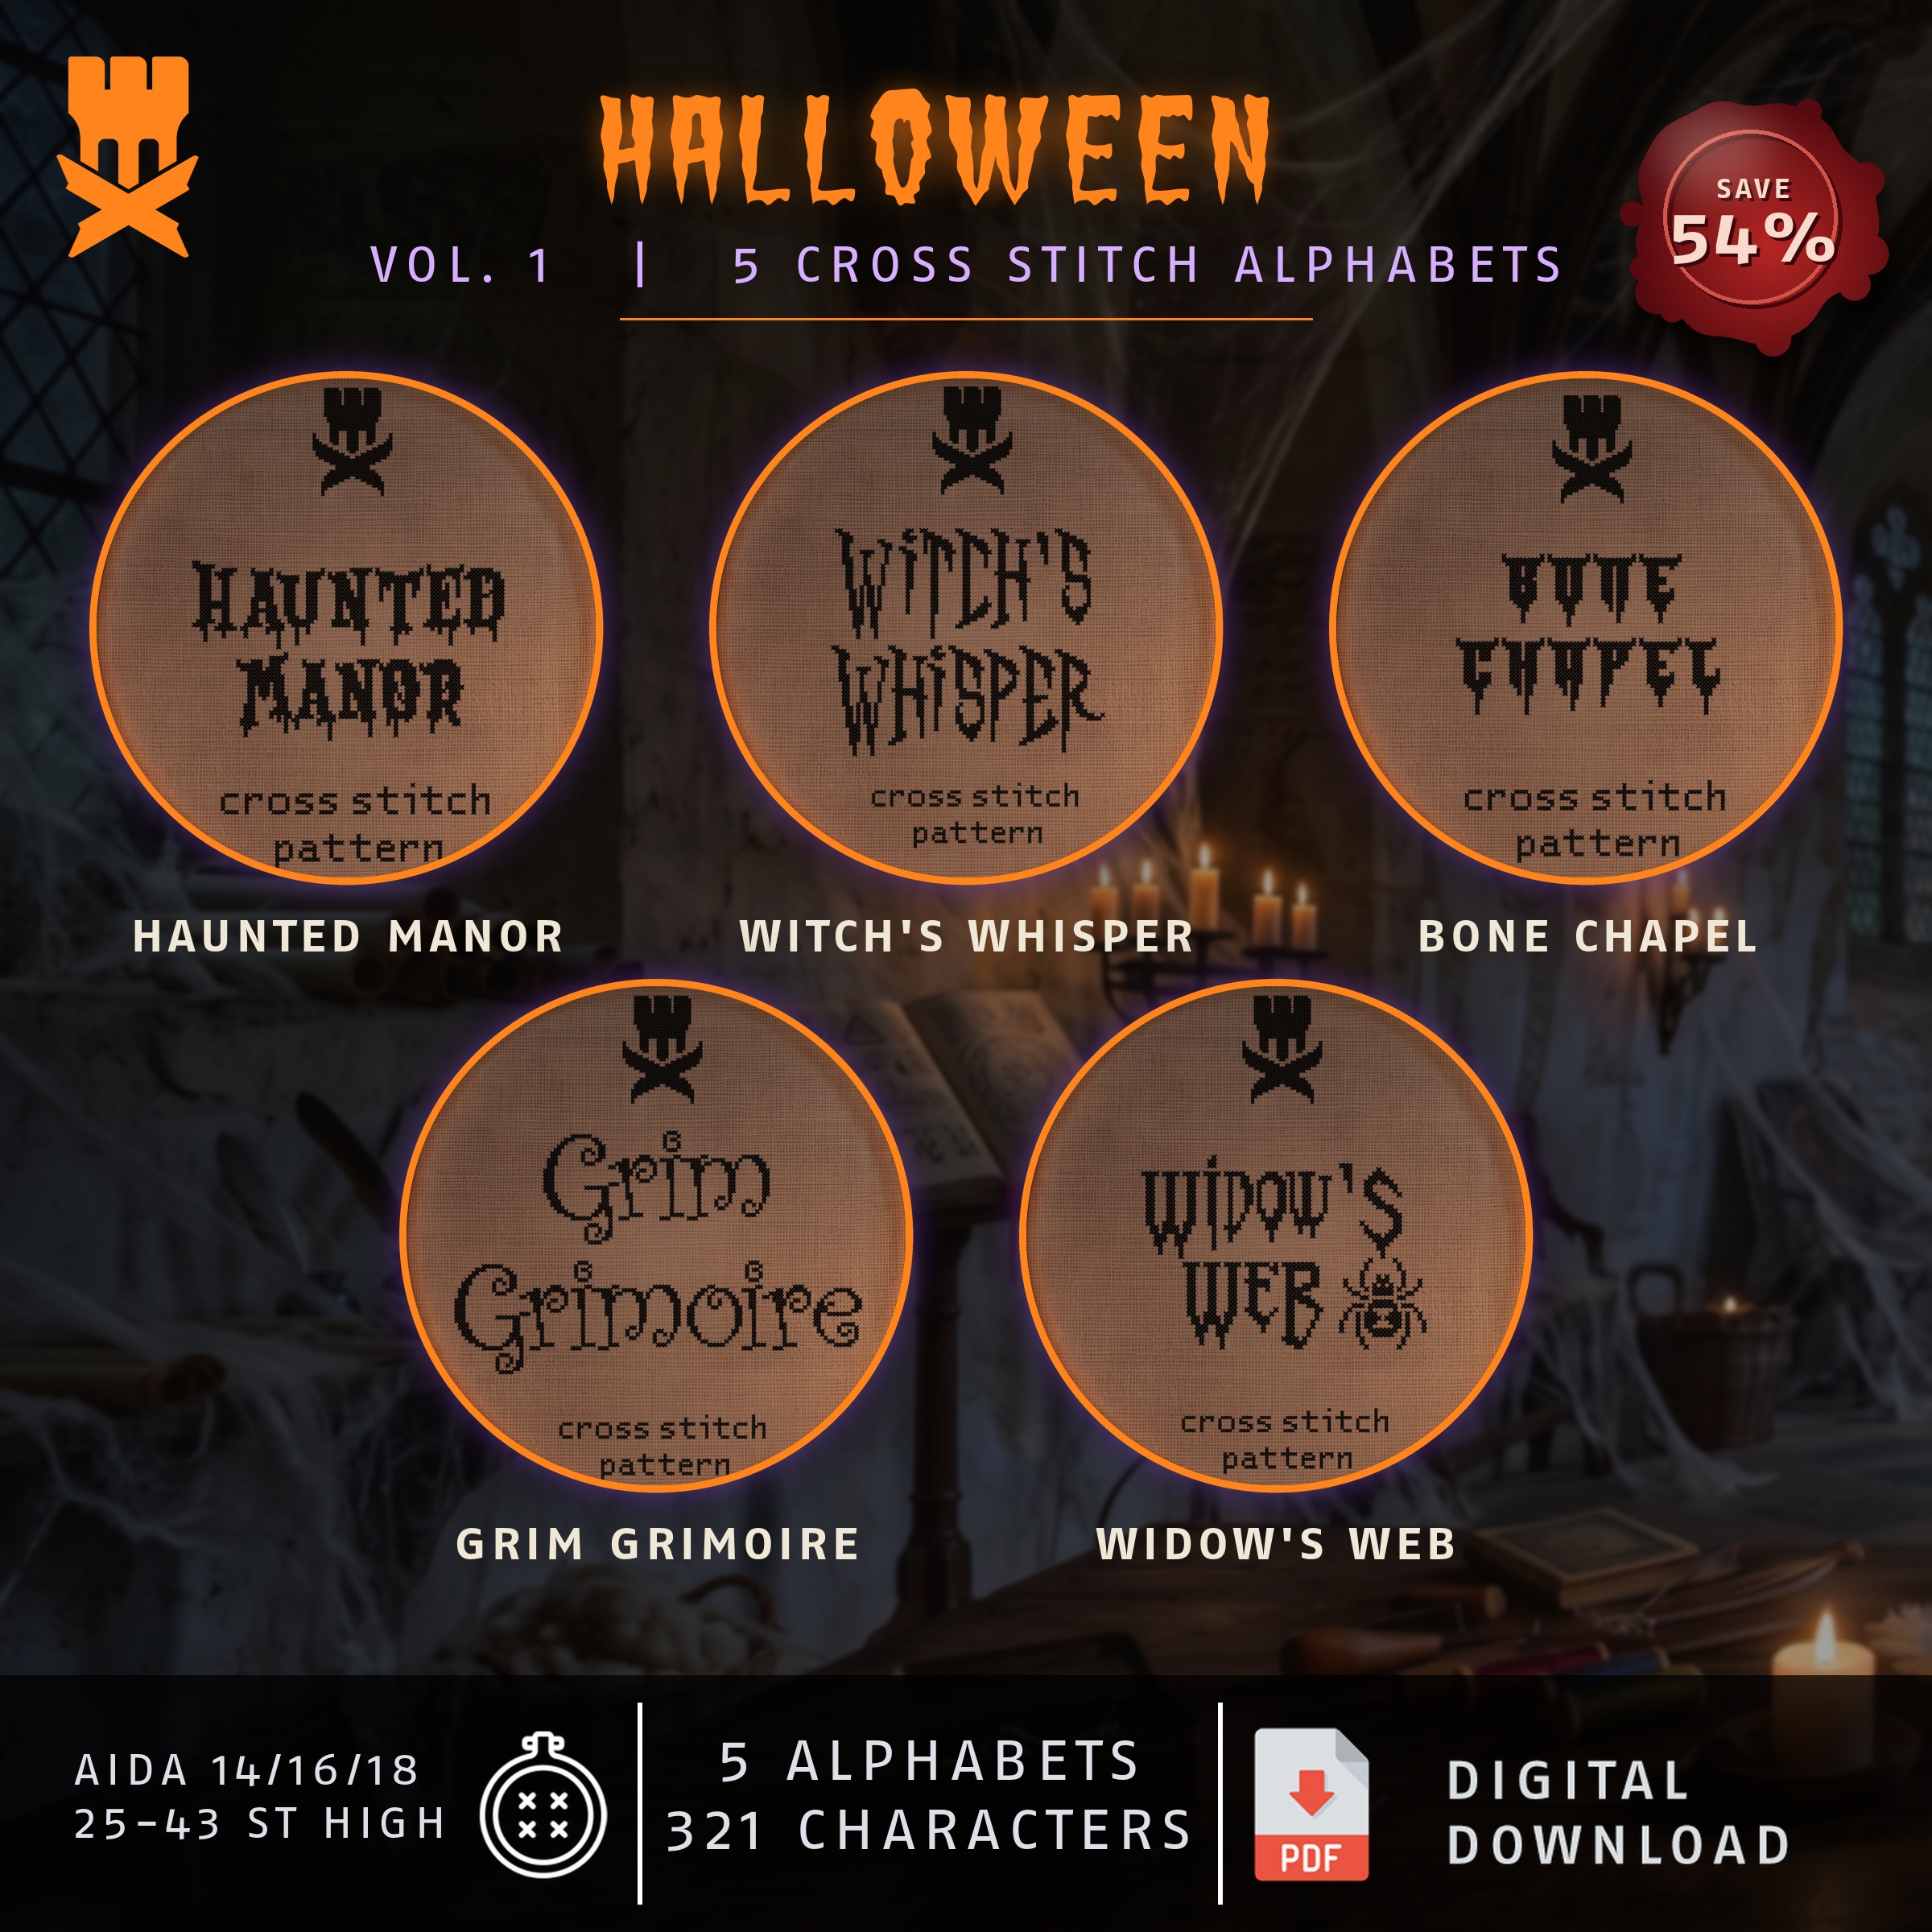 HALLOWEEN
VOL. 1 | 5 CROSS STITCH ALPHABETS
SAVE
54%
HAUNTED
MANOR
cross stitch
pattern
HAUNTED MANOR
WiTCH'S
WHiSPER
cross stitch
pattern
WITCH'S WHISPER
BONE
CHAPEL
cross stitch
pattern
BONE CHAPEL
Grim
Grimoire
cross stitch
pattern
GRIM GRIMOIRE
WiDOW'S
WEB
cross stitch
pattern
WIDOW'S WEB
AIDA 14/16/18
25-43 ST HIGH
5 ALPHABETS
321 CHARACTERS
PDF
DIGITAL
DOWNLOAD